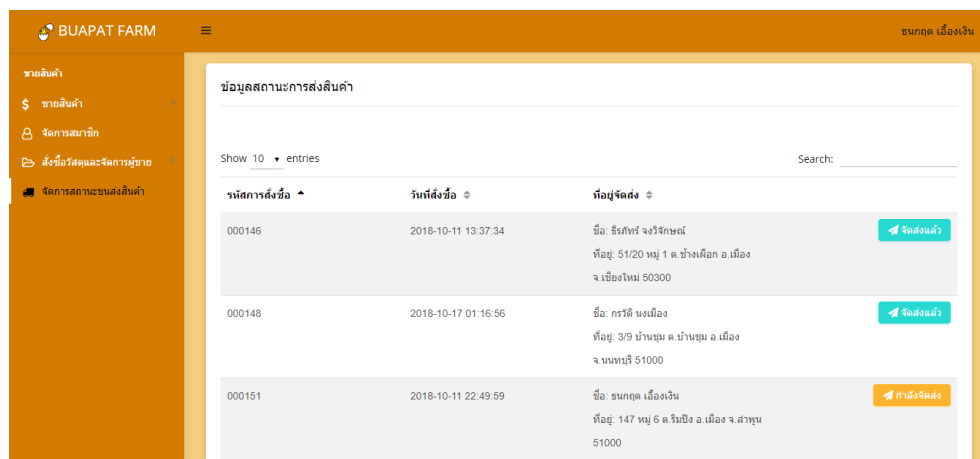 BUAPAT FARM
ธนกฤต เอื้องเงิน
ขายสินค้า
$ ขายสินค้า
จัดการสมาชิก
สั่งซื้อวัสดุและจัดการผู้ขาย
จัดการสถานะขนส่งสินค้า
ข้อมูลสถานะการส่งสินค้า
Show 10 entries
Search:
รหัสการสั่งซื้อ วันที่สั่งซื้อ ที่อยู่จัดส่ง
000146 2018-10-11 13:37:34 ชื่อ: ธีรภัทร์ จงวิจักษณ์ จัดส่งแล้ว
ที่อยู่: 51/20 หมู่ 1 ต.ช้างเผือก อ.เมือง
จ.เชียงใหม่ 50300
000148 2018-10-17 01:16:56 ชื่อ: กรวัติ นงเมือง จัดส่งแล้ว
ที่อยู่: 3/9 บ้านชุม ต.บ้านชุม อ.เมือง
จ.นนทบุรี 51000
000151 2018-10-11 22:49:59 ชื่อ: ธนกฤต เอื้องเงิน กำลังจัดส่ง
ที่อยู่: 147 หมู่ 6 ต.ริมปิง อ.เมือง จ.ลำพูน
51000